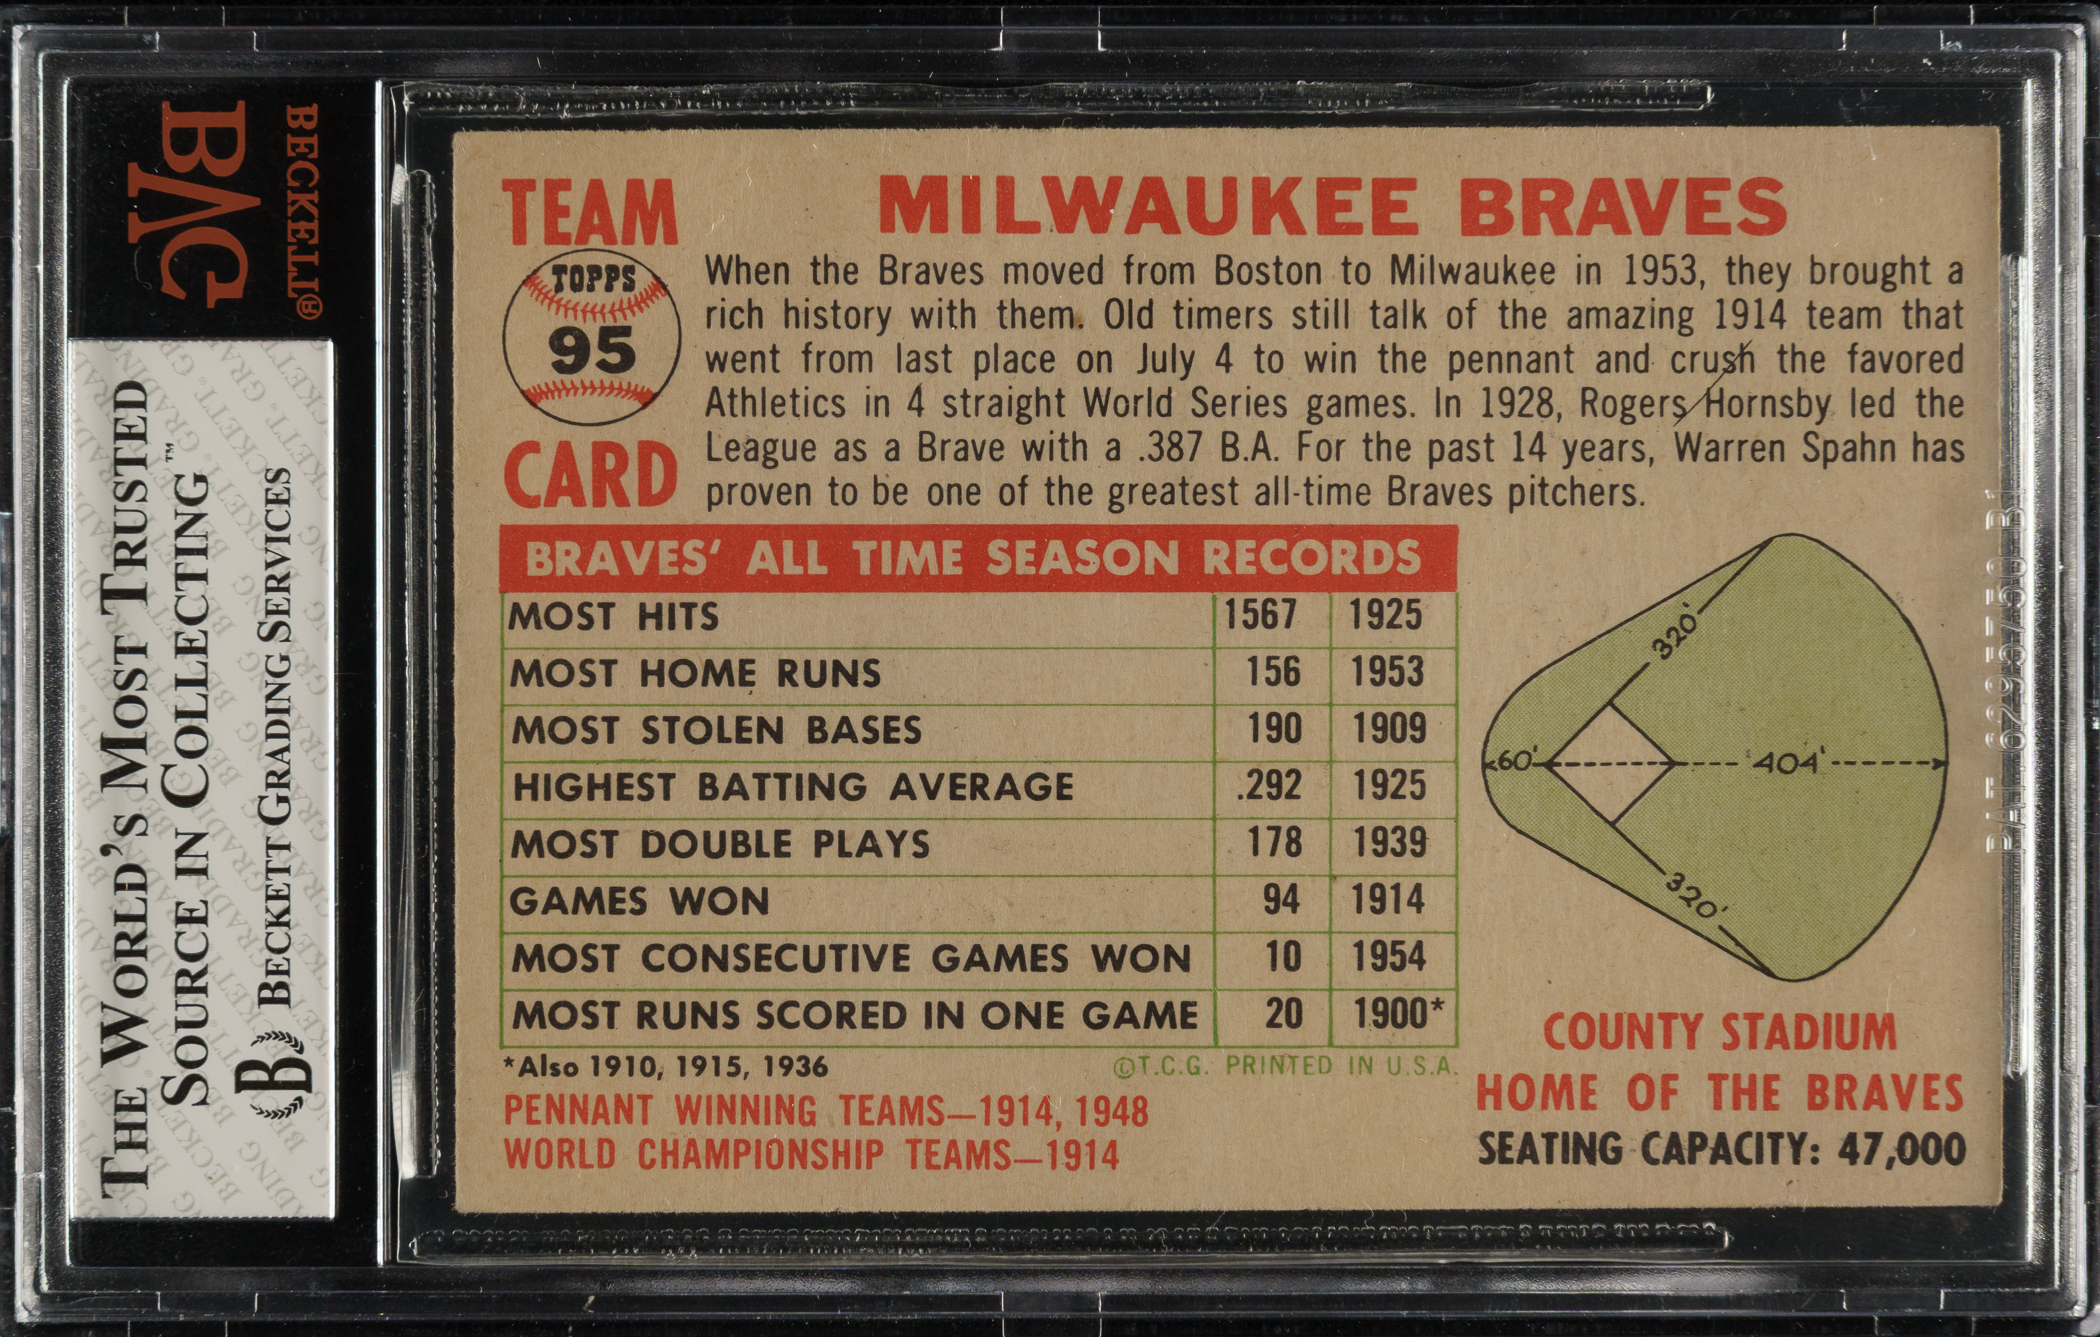 BECKETT®
BVG
THE WORLD'S MOST TRUSTED
SOURCE IN COLLECTING™
B BECKETT GRADING SERVICES
TEAM
TOPPS
95
CARD
MILWAUKEE BRAVES
When the Braves moved from Boston to Milwaukee in 1953, they brought a
rich history with them. Old timers still talk of the amazing 1914 team that
went from last place on July 4 to win the pennant and crush the favored
Athletics in 4 straight World Series games. In 1928, Rogers Hornsby led the
League as a Brave with a .387 B.A. For the past 14 years, Warren Spahn has
proven to be one of the greatest all-time Braves pitchers.
BRAVES' ALL TIME SEASON RECORDS
MOST HITS 1567 1925
MOST HOME RUNS 156 1953
MOST STOLEN BASES 190 1909
HIGHEST BATTING AVERAGE .292 1925
MOST DOUBLE PLAYS 178 1939
GAMES WON 94 1914
MOST CONSECUTIVE GAMES WON 10 1954
MOST RUNS SCORED IN ONE GAME 20 1900*
*Also 1910, 1915, 1936
©T.C.G. PRINTED IN U.S.A.
PENNANT WINNING TEAMS—1914, 1948
WORLD CHAMPIONSHIP TEAMS—1914
320'
60'
404'
320'
COUNTY STADIUM
HOME OF THE BRAVES
SEATING CAPACITY: 47,000